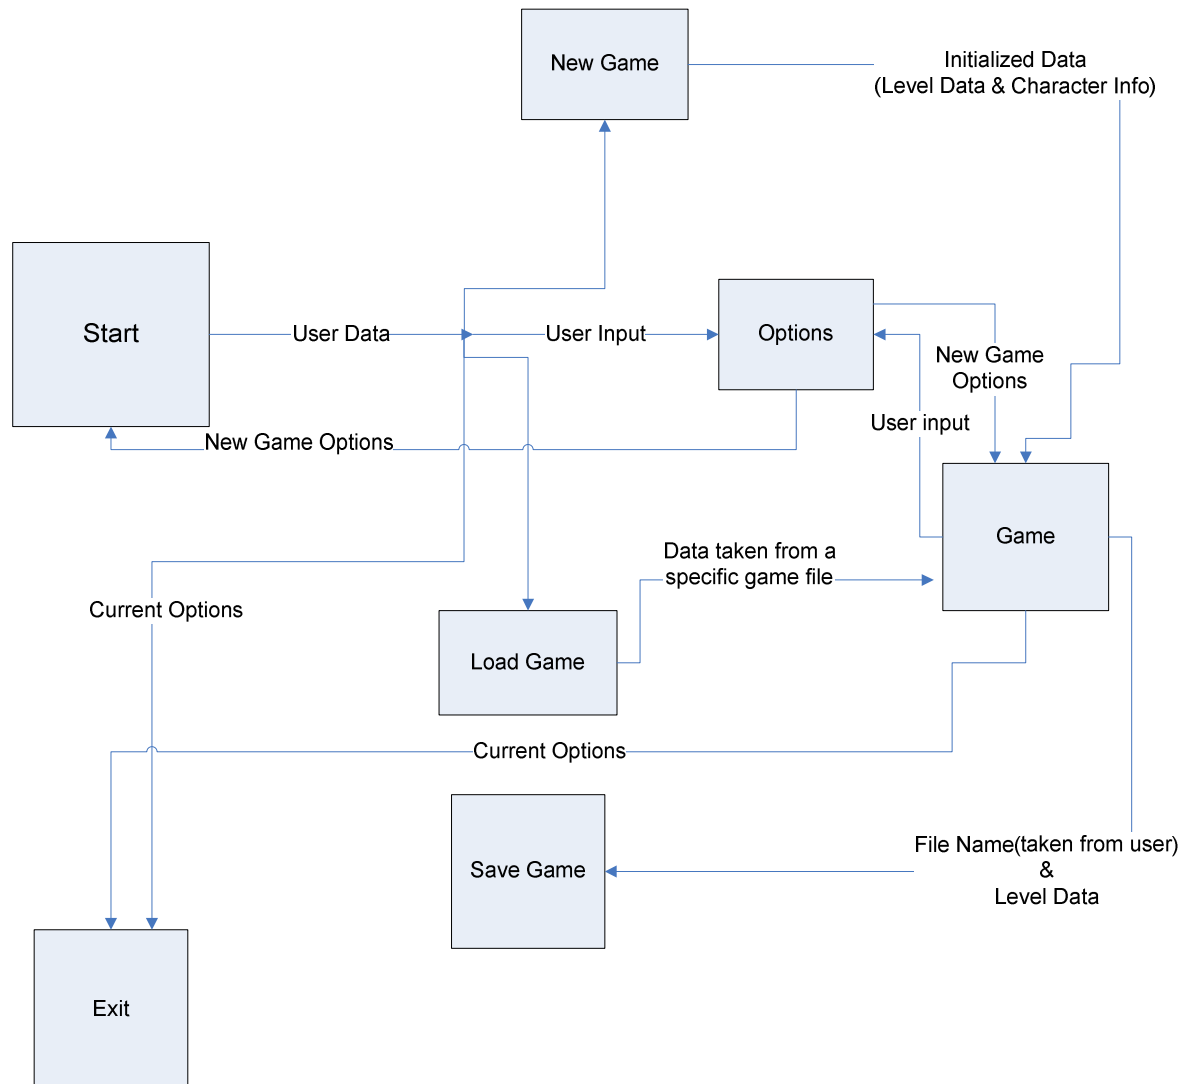 New Game
Initialized Data
(Level Data & Character Info)
Start
User Data
User Input
Options
New Game
Options
User input
New Game Options
Game
Data taken from a
specific game file
Current Options
Load Game
Current Options
Save Game
File Name(taken from user)
&
Level Data
Exit